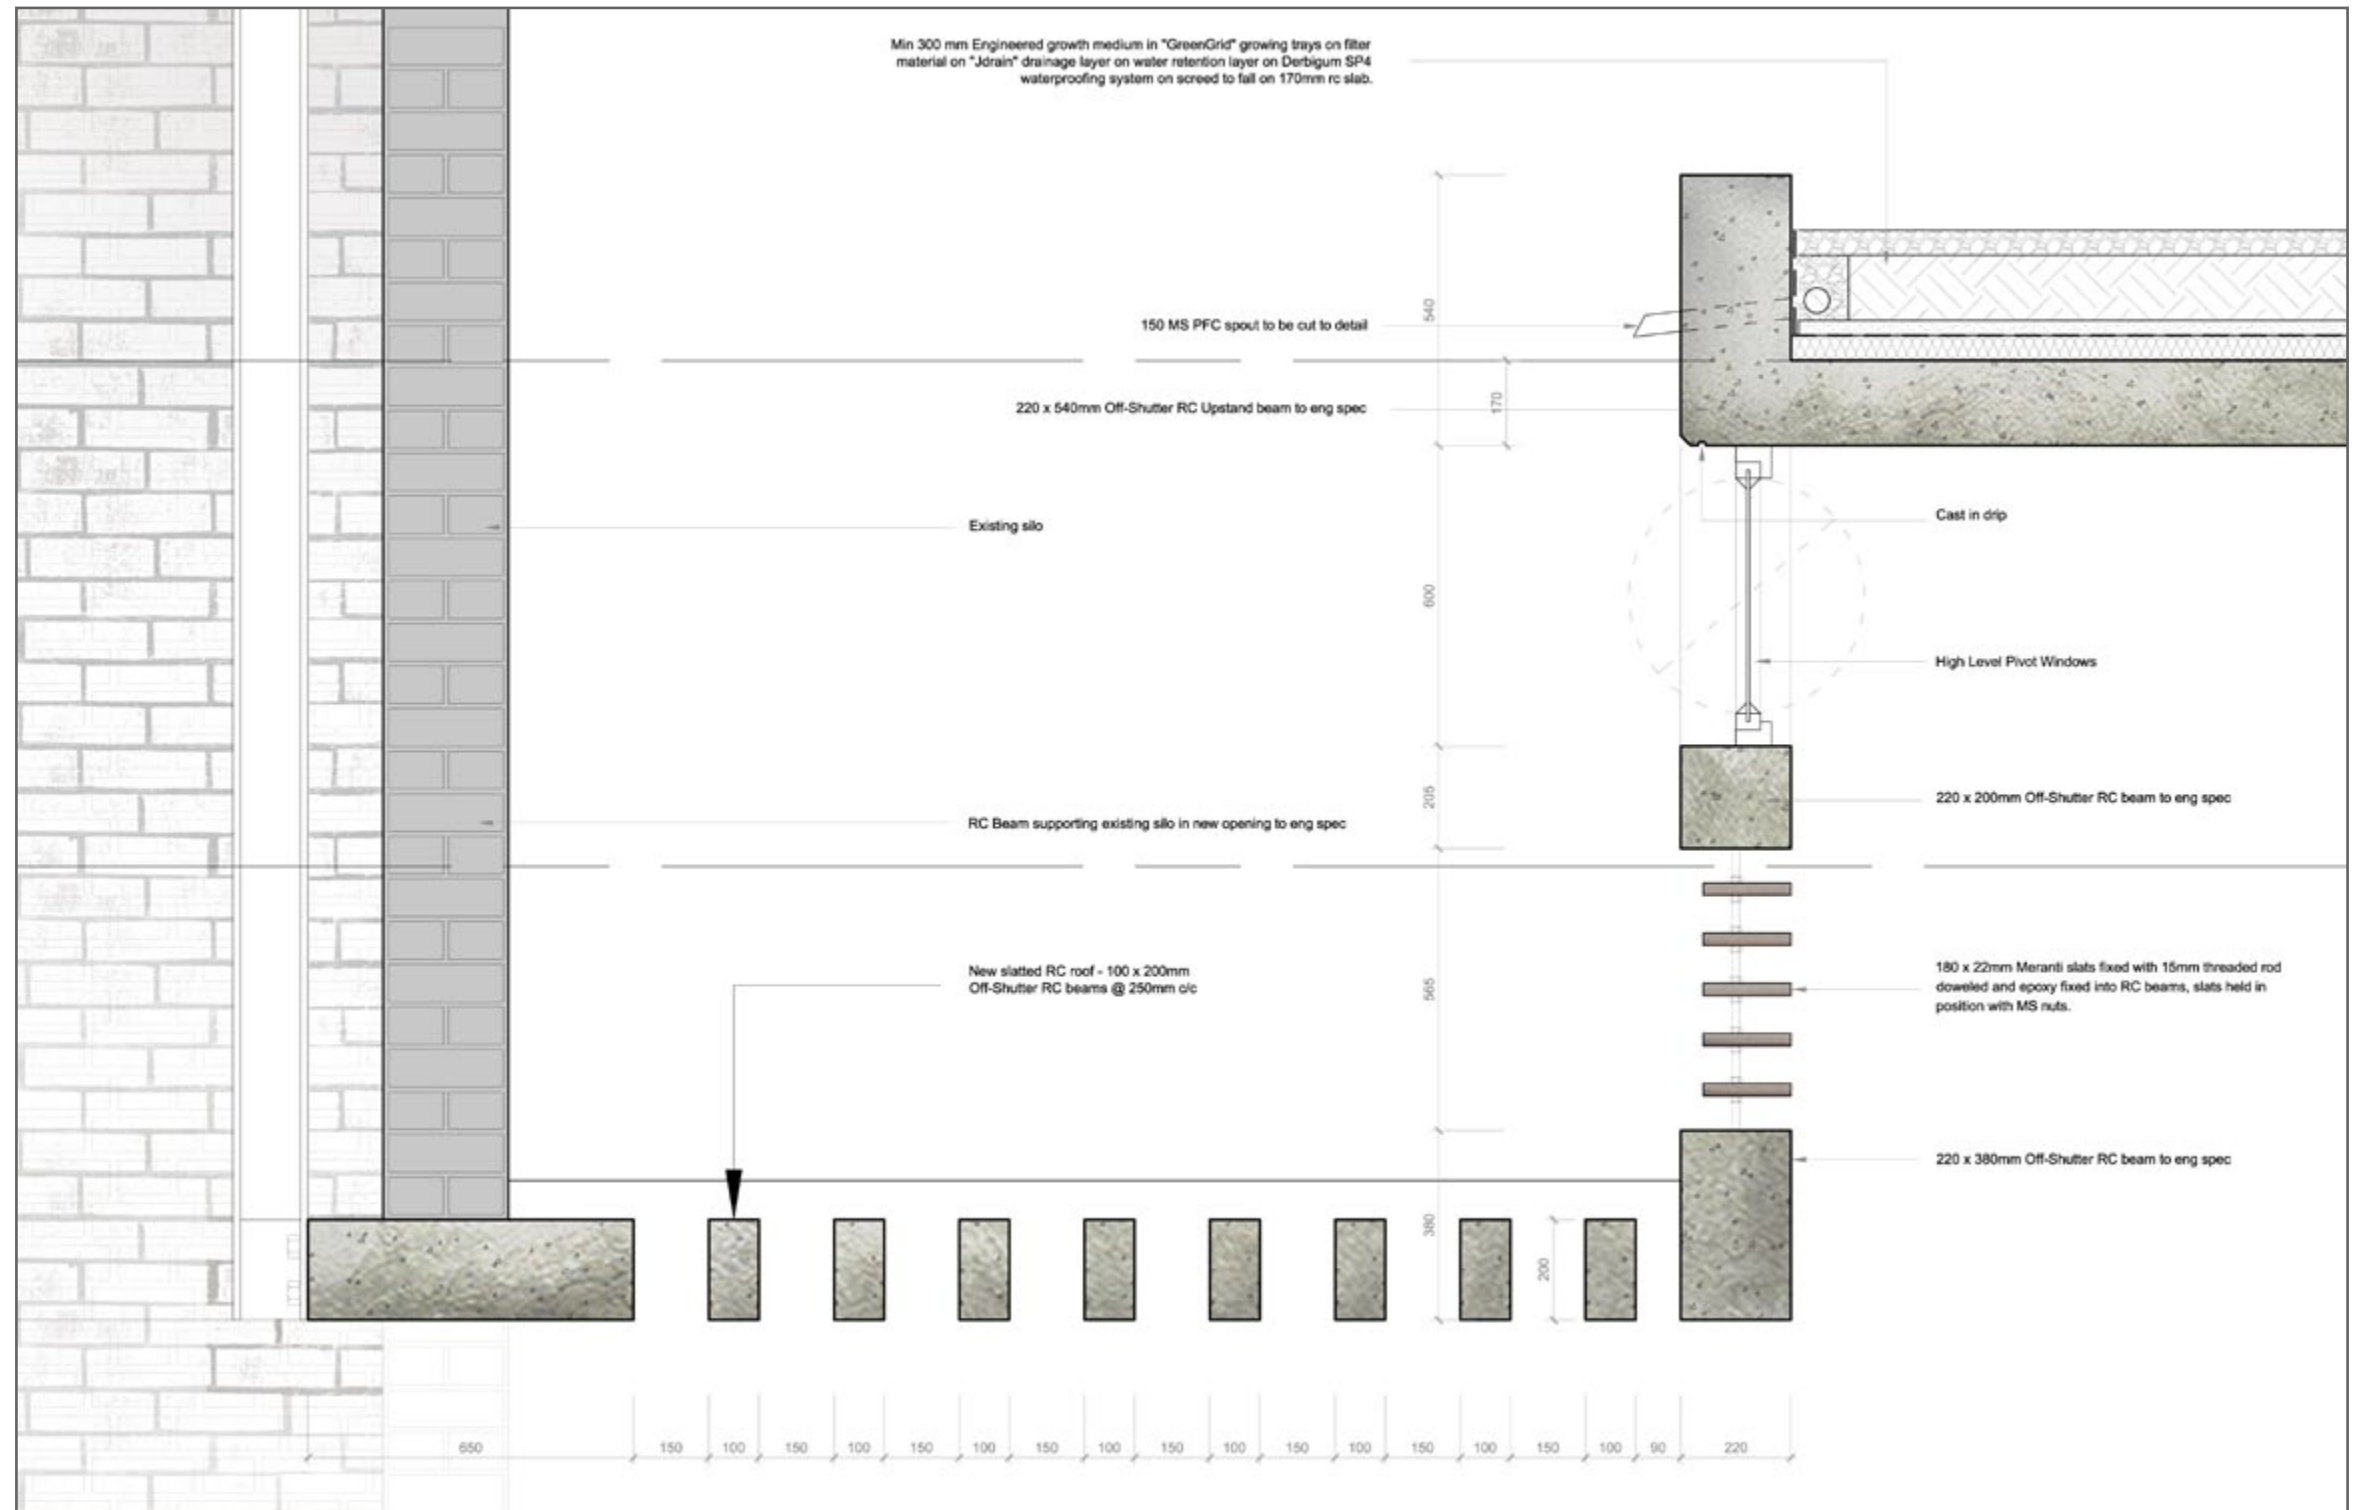 Min 300 mm Engineered growth medium in "GreenGrid" growing trays on filter
material on "Jdrain" drainage layer on water retention layer on Derbigum SP4
waterproofing system on screed to fall on 170mm rc slab.
540
150 MS PFC spout to be cut to detail
170
220 x 540mm Off-Shutter RC Upstand beam to eng spec
Existing silo
Cast in drip
600
High Level Pivot Windows
205
220 x 200mm Off-Shutter RC beam to eng spec
RC Beam supporting existing silo in new opening to eng spec
New slatted RC roof - 100 x 200mm
Off-Shutter RC beams @ 250mm c/c
565
180 x 22mm Meranti slats fixed with 15mm threaded rod
doweled and epoxy fixed into RC beams, slats held in
position with MS nuts.
220 x 380mm Off-Shutter RC beam to eng spec
380
200
650 150 100 150 100 150 100 150 100 150 100 150 100 150 100 150 100 90 220